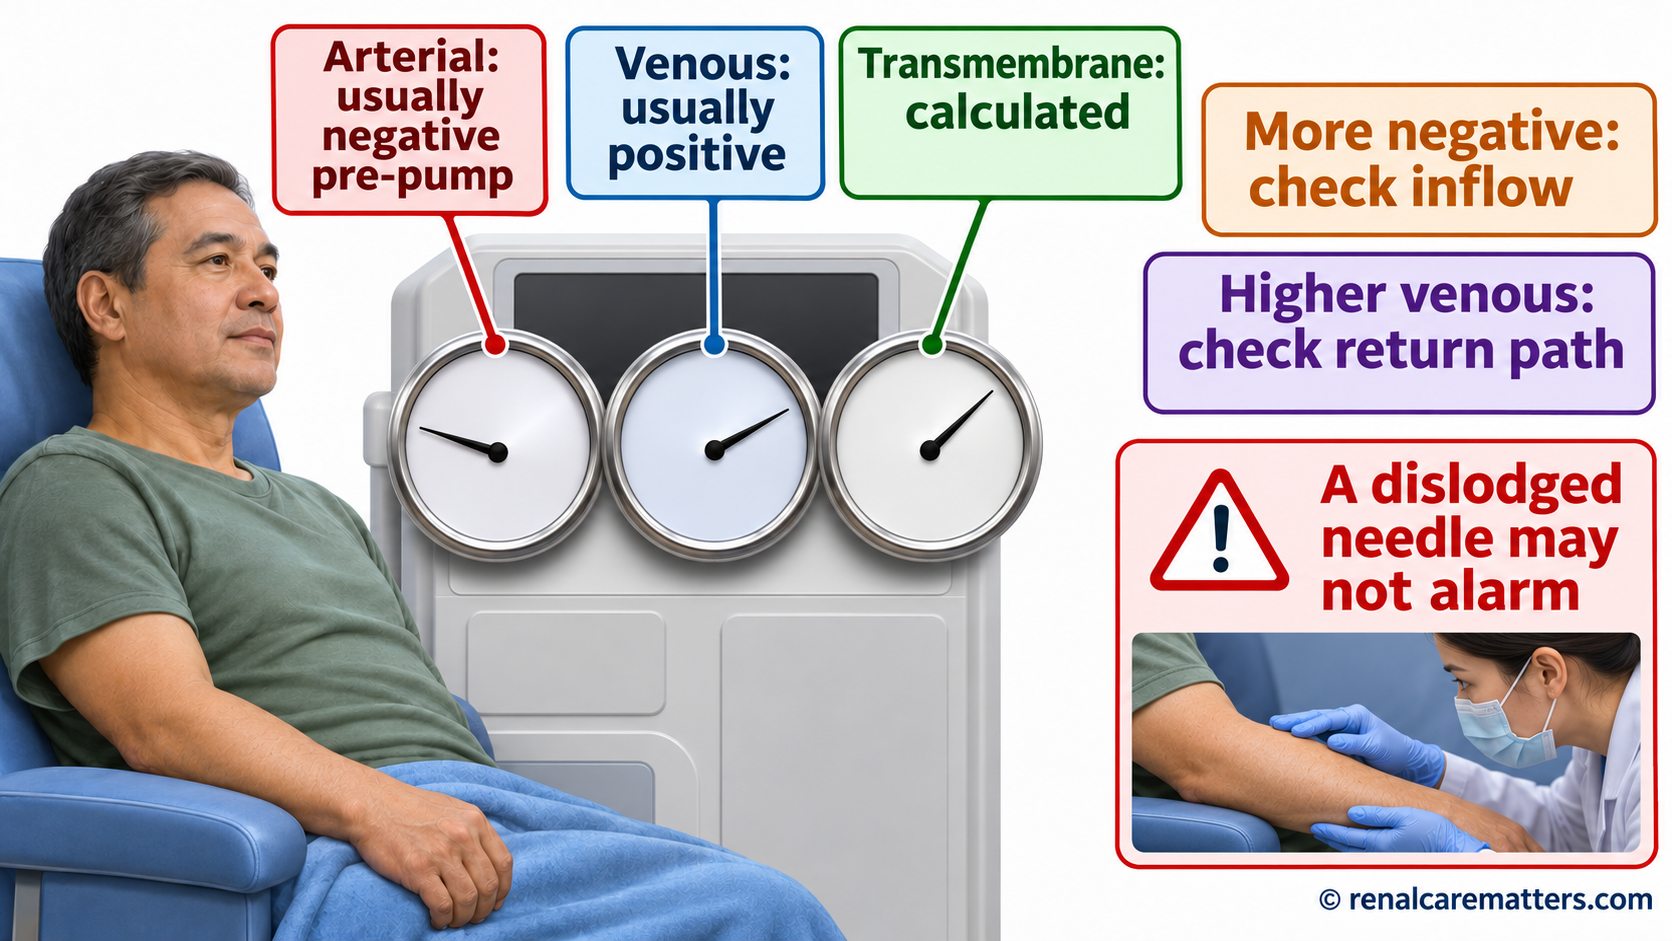 Arterial:
usually
negative
pre-pump
Venous:
usually
positive
Transmembrane:
calculated
More negative:
check inflow
Higher venous:
check return path
!
A dislodged
needle may
not alarm
© renalcarematters.com